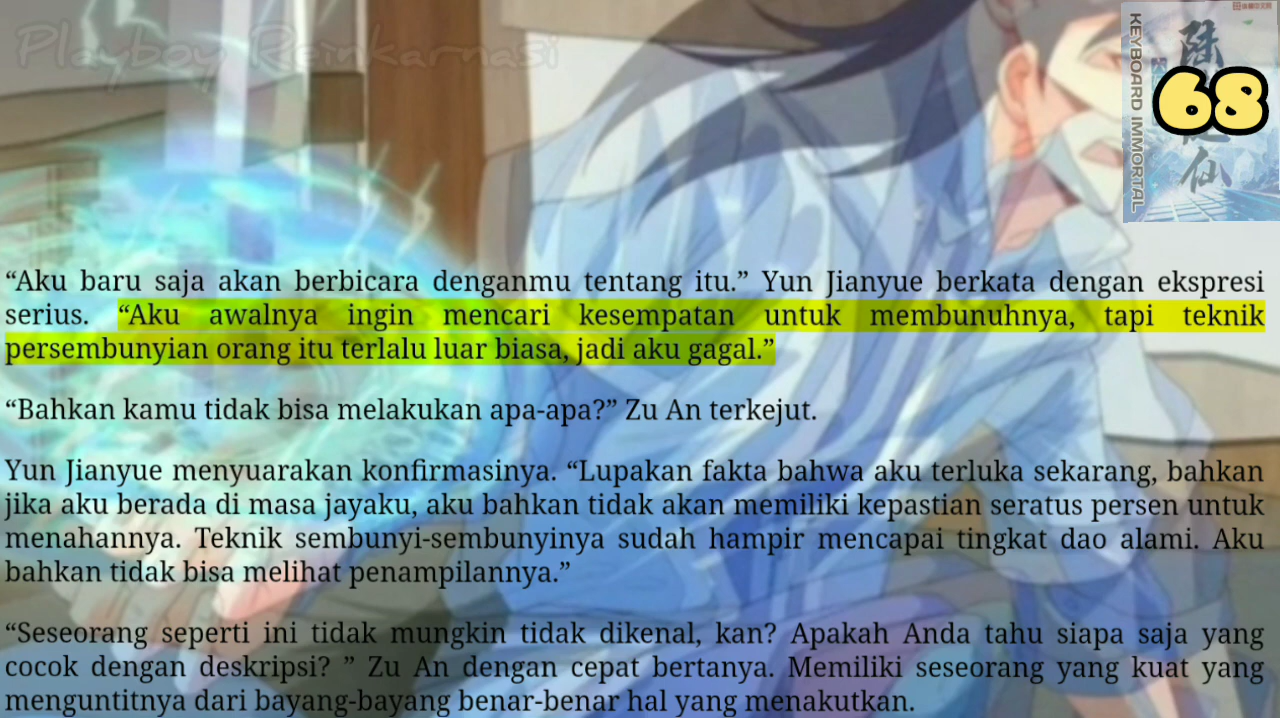 Playboy Reinkarnasi
KEYBOARD IMMORTAL
68
“Aku baru saja akan berbicara denganmu tentang itu.” Yun Jianyue berkata dengan ekspresi
serius. “Aku awalnya ingin mencari kesempatan untuk membunuhnya, tapi teknik
persembunyian orang itu terlalu luar biasa, jadi aku gagal.”
“Bahkan kamu tidak bisa melakukan apa-apa?” Zu An terkejut.
Yun Jianyue menyuarakan konfirmasinya. “Lupakan fakta bahwa aku terluka sekarang, bahkan
jika aku berada di masa jayaku, aku bahkan tidak akan memiliki kepastian seratus persen untuk
menahannya. Teknik sembunyi-sembunyinya sudah hampir mencapai tingkat dao alami. Aku
bahkan tidak bisa melihat penampilannya.”
“Seseorang seperti ini tidak mungkin tidak dikenal, kan? Apakah Anda tahu siapa saja yang
cocok dengan deskripsi? ” Zu An dengan cepat bertanya. Memiliki seseorang yang kuat yang
menguntitnya dari bayang-bayang benar-benar hal yang menakutkan.